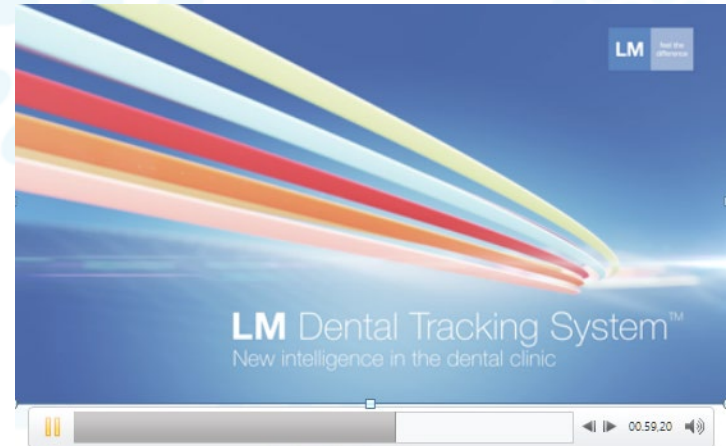 LM feel the
difference
LM Dental Tracking System™
New intelligence in the dental clinic
00.59,20